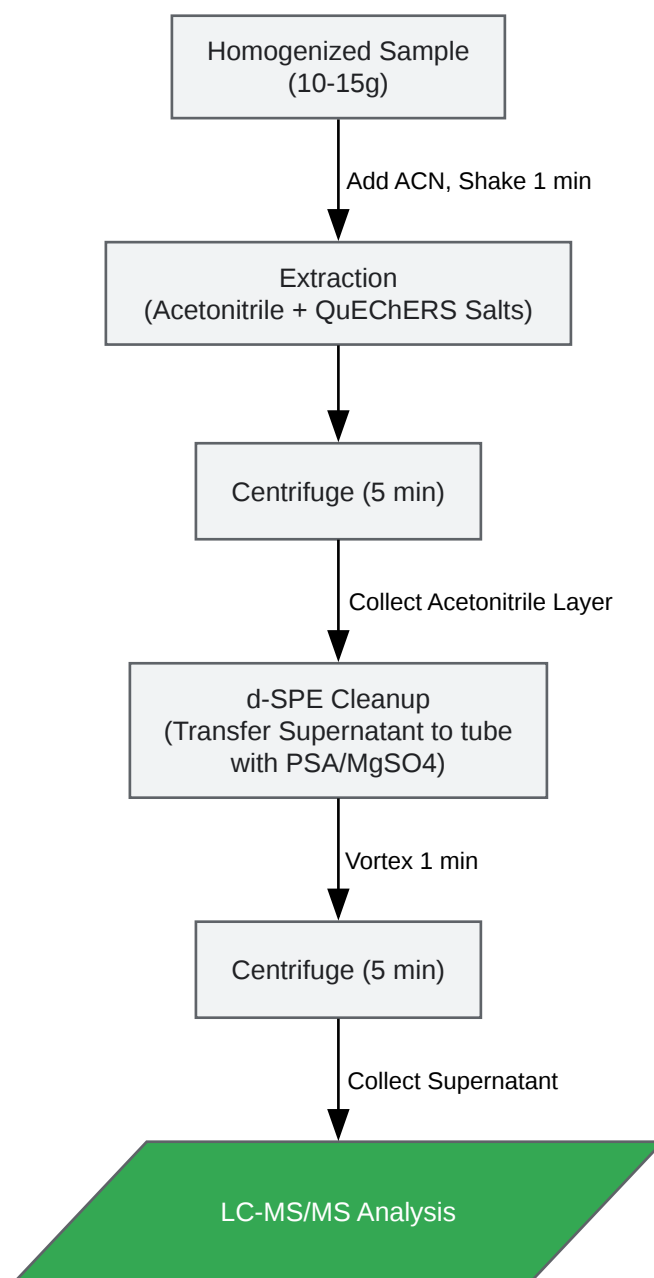 Homogenized Sample
(10-15g)
Add ACN, Shake 1 min
Extraction
(Acetonitrile + QuEChERS Salts)
Centrifuge (5 min)
Collect Acetonitrile Layer
d-SPE Cleanup
(Transfer Supernatant to tube
with PSA/MgSO4)
Vortex 1 min
Centrifuge (5 min)
Collect Supernatant
LC-MS/MS Analysis